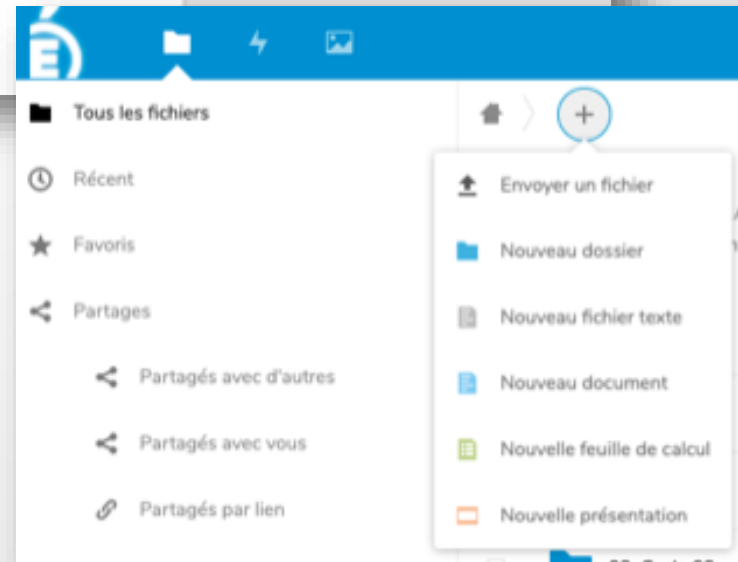 É
Tous les fichiers
Récent
Favoris
Partages
Partagés avec d'autres
Partagés avec vous
Partagés par lien
Envoyer un fichier
Nouveau dossier
Nouveau fichier texte
Nouveau document
Nouvelle feuille de calcul
Nouvelle présentation